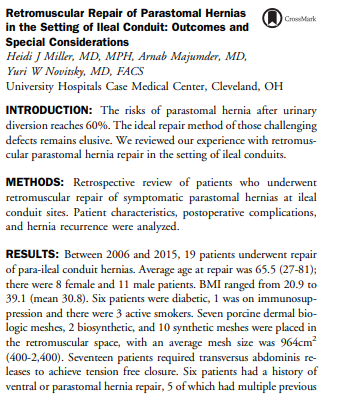 Retromuscular Repair of Parastomal Hernias
in the Setting of Ileal Conduit: Outcomes and
Special Considerations
CrossMark
Heidi J Miller, MD, MPH, Arnab Majumder, MD,
Yuri W Novitsky, MD, FACS
University Hospitals Case Medical Center, Cleveland, OH
INTRODUCTION: The risks of parastomal hernia after urinary
diversion reaches 60%. The ideal repair method of those challenging
defects remains elusive. We reviewed our experience with retromus-
cular parastomal hernia repair in the setting of ileal conduits.
METHODS: Retrospective review of patients who underwent
retromuscular repair of symptomatic parastomal hernias at ileal
conduit sites. Patient characteristics, postoperative complications,
and hernia recurrence were analyzed.
RESULTS: Between 2006 and 2015, 19 patients underwent repair
of para-ileal conduit hernias. Average age at repair was 65.5 (27-81);
there were 8 female and 11 male patients. BMI ranged from 20.9 to
39.1 (mean 30.8). Six patients were diabetic, 1 was on immunosup-
pression and there were 3 active smokers. Seven porcine dermal bio-
logic meshes, 2 biosynthetic, and 10 synthetic meshes were placed in
the retromuscular space, with an average mesh size was 964cm²
(400-2,400). Seventeen patients required transversus abdominis re-
leases to achieve tension free closure. Six patients had a history of
ventral or parastomal hernia repair, 5 of which had multiple previous